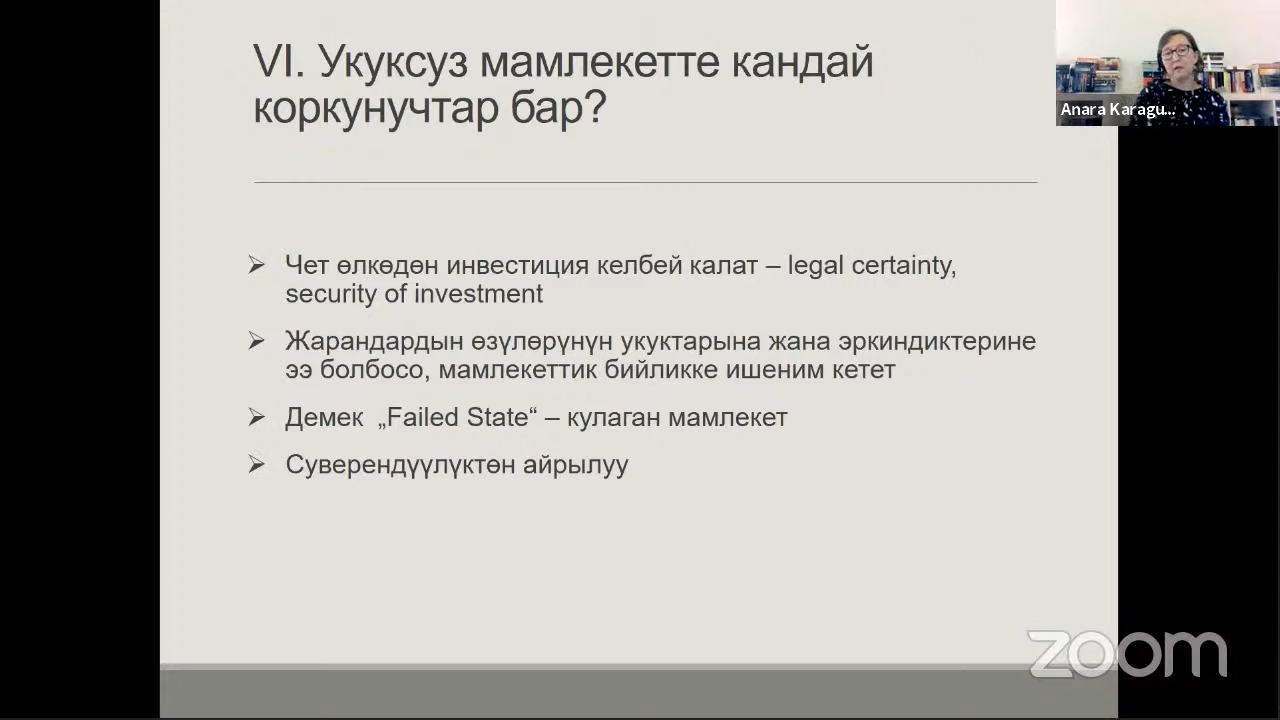 VI. Укуксуз мамлекетте кандай
коркунучтар бар?
Anara Karagu...
➢ Чет өлкөдөн инвестиция келбей калат – legal certainty,
security of investment
➢ Жарандардын өзүлөрүнүн укуктарына жана эркиндиктерине
ээ болбосо, мамлекеттик бийликке ишеним кетет
➢ Демек „Failed State“ – кулаган мамлекет
➢ Суверендүүлүктөн айрылуу
zoom